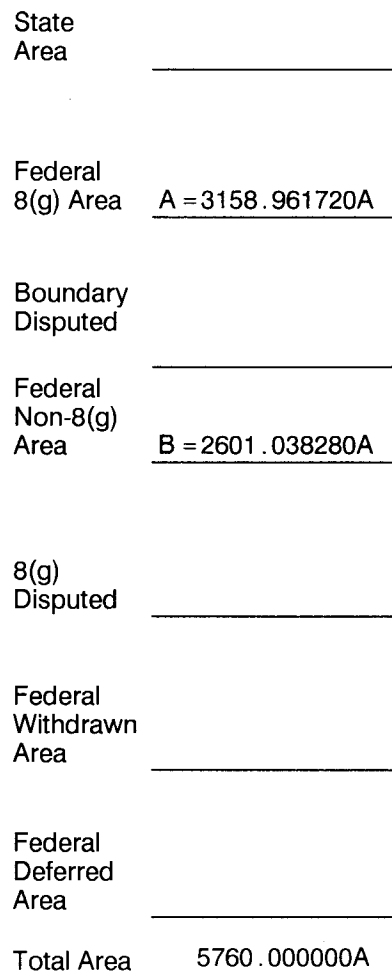 State
Area
Federal
8(g) Area A =3158.961720A
Boundary
Disputed
Federal
Non-8(g)
Area B =2601.038280A
8(g)
Disputed
Federal
Withdrawn
Area
Federal
Deferred
Area
Total Area 5760.000000A